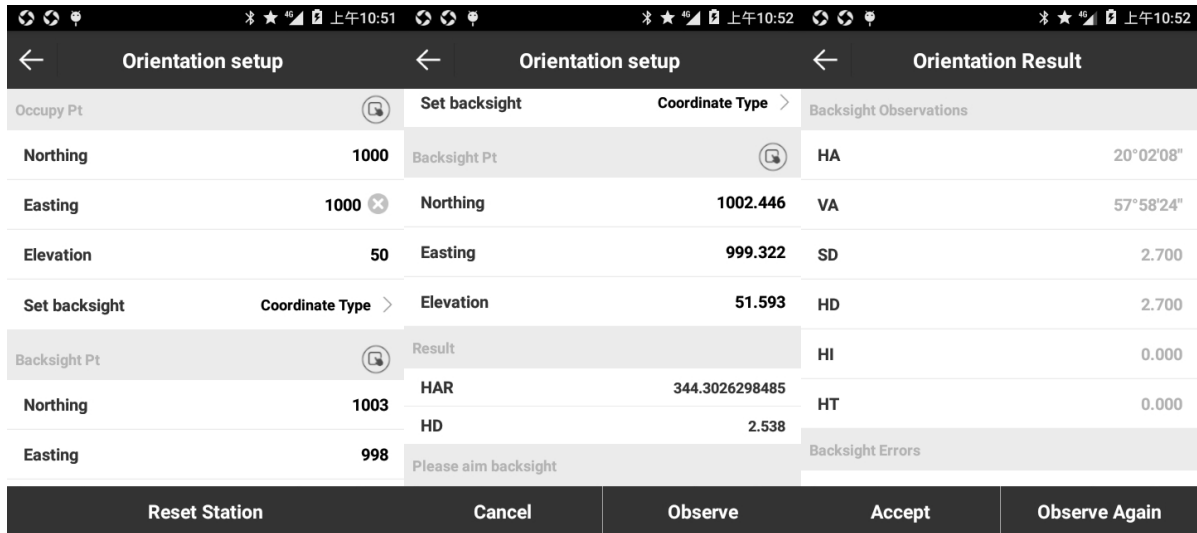 4G 上午10:51
Orientation setup
Occupy Pt
Northing 1000
Easting 1000
Elevation 50
Set backsight Coordinate Type
Backsight Pt
Northing 1003
Easting 998
Reset Station
4G 上午10:52
Orientation setup
Set backsight Coordinate Type
Backsight Pt
Northing 1002.446
Easting 999.322
Elevation 51.593
Result
HAR 344.3026298485
HD 2.538
Please aim backsight
Cancel Observe
4G 上午10:52
Orientation Result
Backsight Observations
HA 20°02'08"
VA 57°58'24"
SD 2.700
HD 2.700
HI 0.000
HT 0.000
Backsight Errors
Accept Observe Again